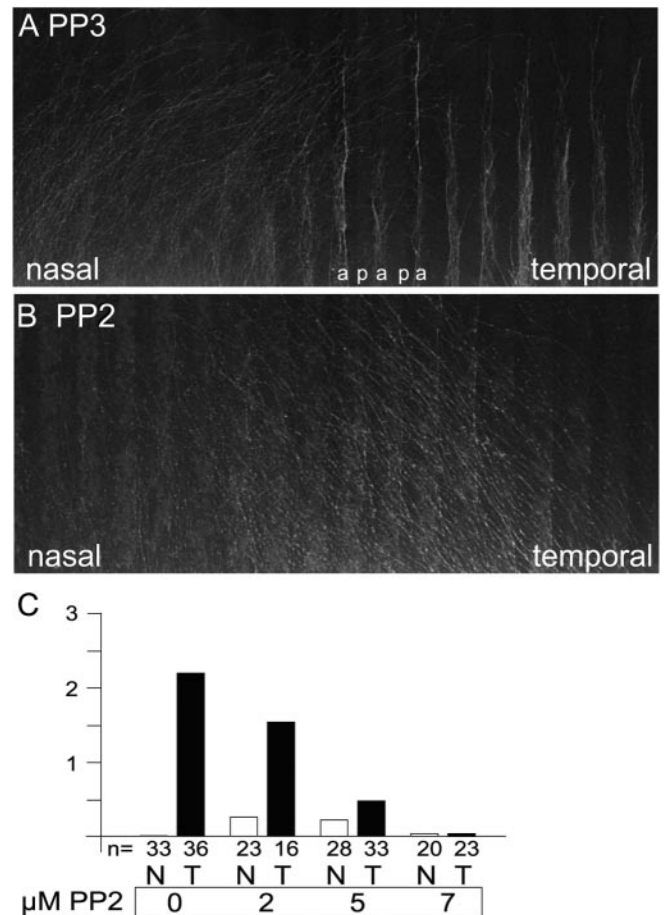 A PP3
a p a p a
nasal temporal
B PP2
nasal temporal
C
3
2
1
n= 33 36 23 16 28 33 20 23
N T N T N T N T
µM PP2 0 2 5 7